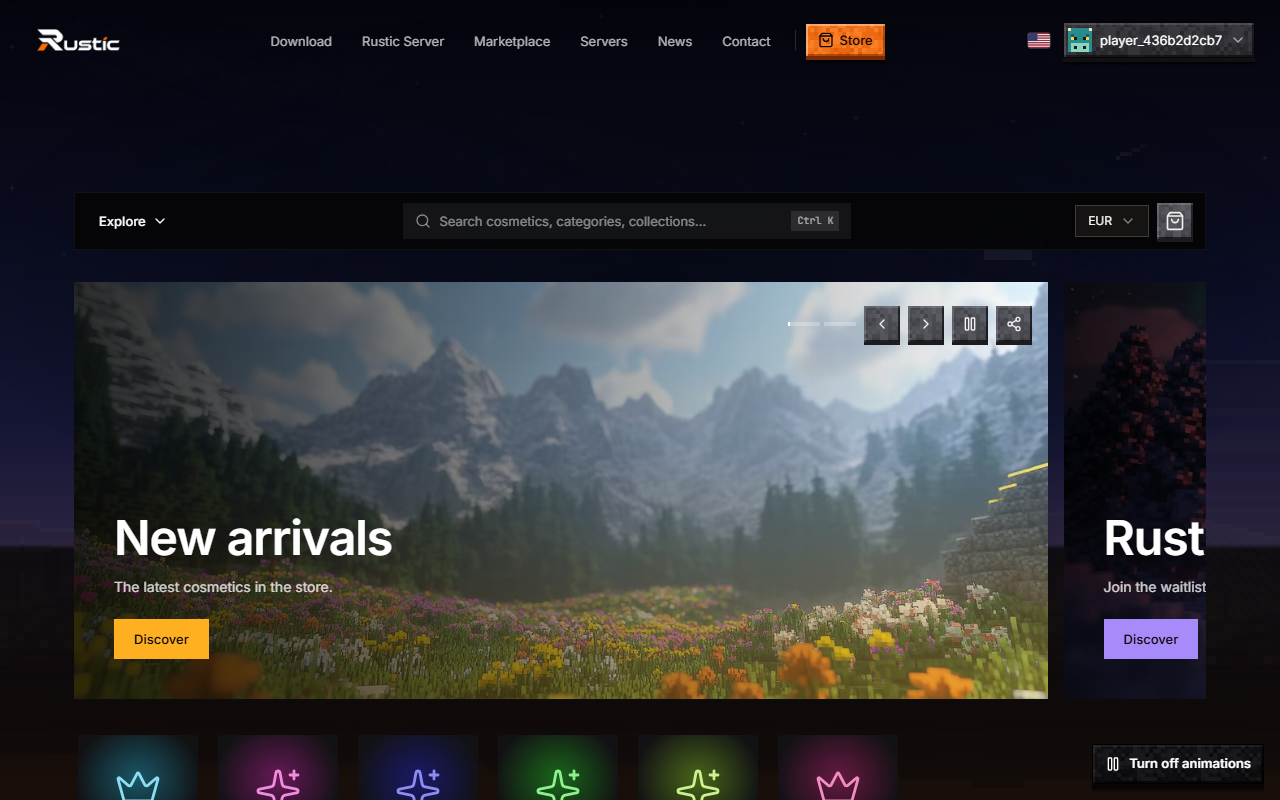 Rustic
Download
Rustic Server
Marketplace
Servers
News
Contact
Store
player_436b2d2cb7
Explore
Search cosmetics, categories, collections...
Ctrl K
EUR
New arrivals
The latest cosmetics in the store.
Discover
Rust
Join the waitlist
Discover
Turn off animations